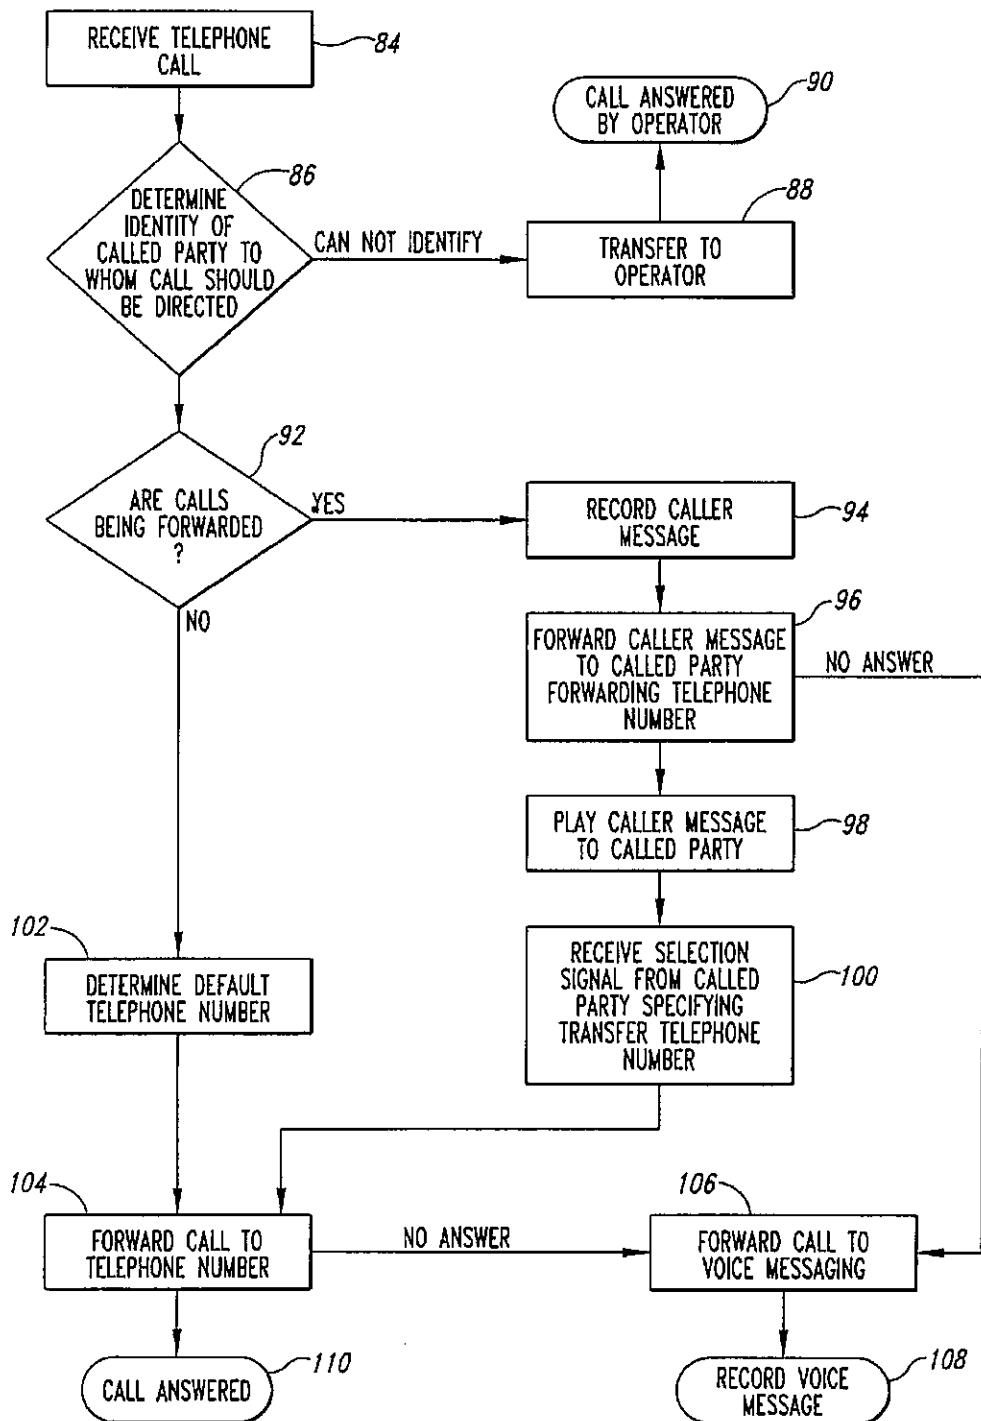 RECEIVE TELEPHONE
CALL
84
90
CALL ANSWERED
BY OPERATOR
86
DETERMINE
IDENTITY OF
CALLED PARTY TO
WHOM CALL SHOULD
BE DIRECTED
CAN NOT IDENTIFY
88
TRANSFER TO
OPERATOR
92
ARE CALLS
BEING FORWARDED
?
YES
NO
RECORD CALLER
MESSAGE
94
96
FORWARD CALLER MESSAGE
TO CALLED PARTY
FORWARDING TELEPHONE
NUMBER
NO ANSWER
PLAY CALLER MESSAGE
TO CALLED PARTY
98
102
DETERMINE DEFAULT
TELEPHONE NUMBER
RECEIVE SELECTION
SIGNAL FROM CALLED
PARTY SPECIFYING
TRANSFER TELEPHONE
NUMBER
100
104
FORWARD CALL TO
TELEPHONE NUMBER
NO ANSWER
106
FORWARD CALL TO
VOICE MESSAGING
110
CALL ANSWERED
108
RECORD VOICE
MESSAGE